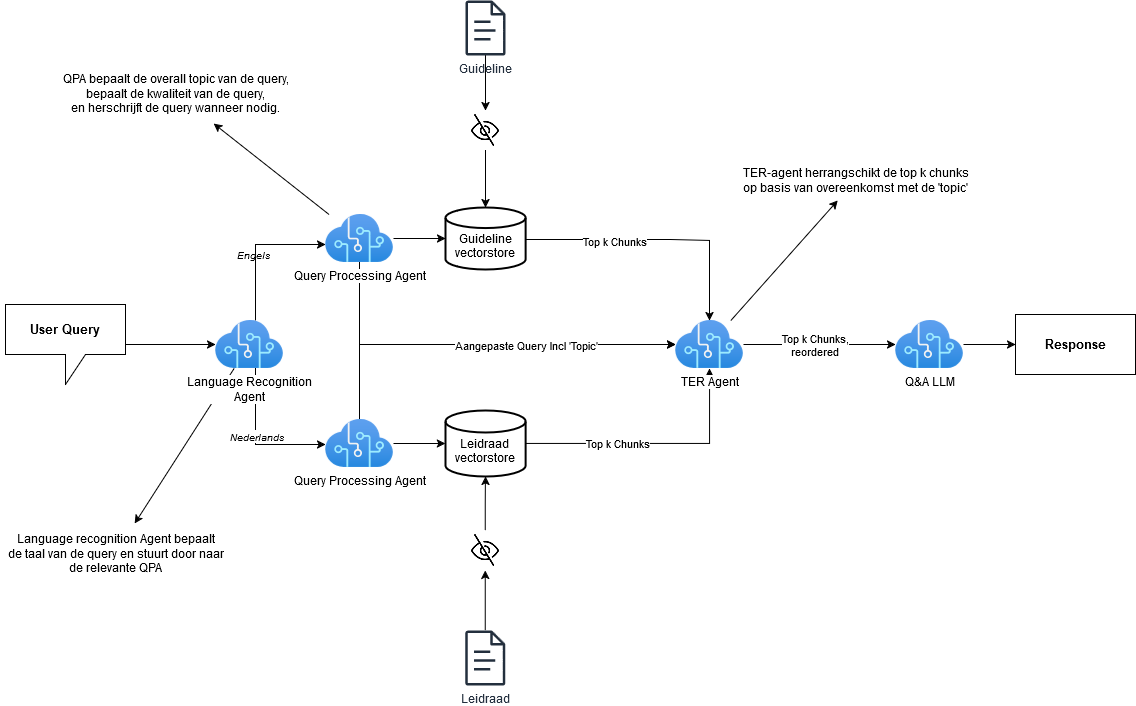 Guideline
QPA bepaalt de overall topic van de query,
bepaalt de kwaliteit van de query,
en herschrijft de query wanneer nodig.
TER-agent herrangschikt de top k chunks
op basis van overeenkomst met de 'topic'
Guideline
vectorstore
Top k Chunks
Engels
Query Processing Agent
User Query
Aangepaste Query Incl 'Topic'
Top k Chunks,
reordered
Response
Language Recognition
Agent
TER Agent
Q&A LLM
Nederlands
Leidraad
vectorstore
Top k Chunks
Query Processing Agent
Language recognition Agent bepaalt
de taal van de query en stuurt door naar
de relevante QPA
Leidraad